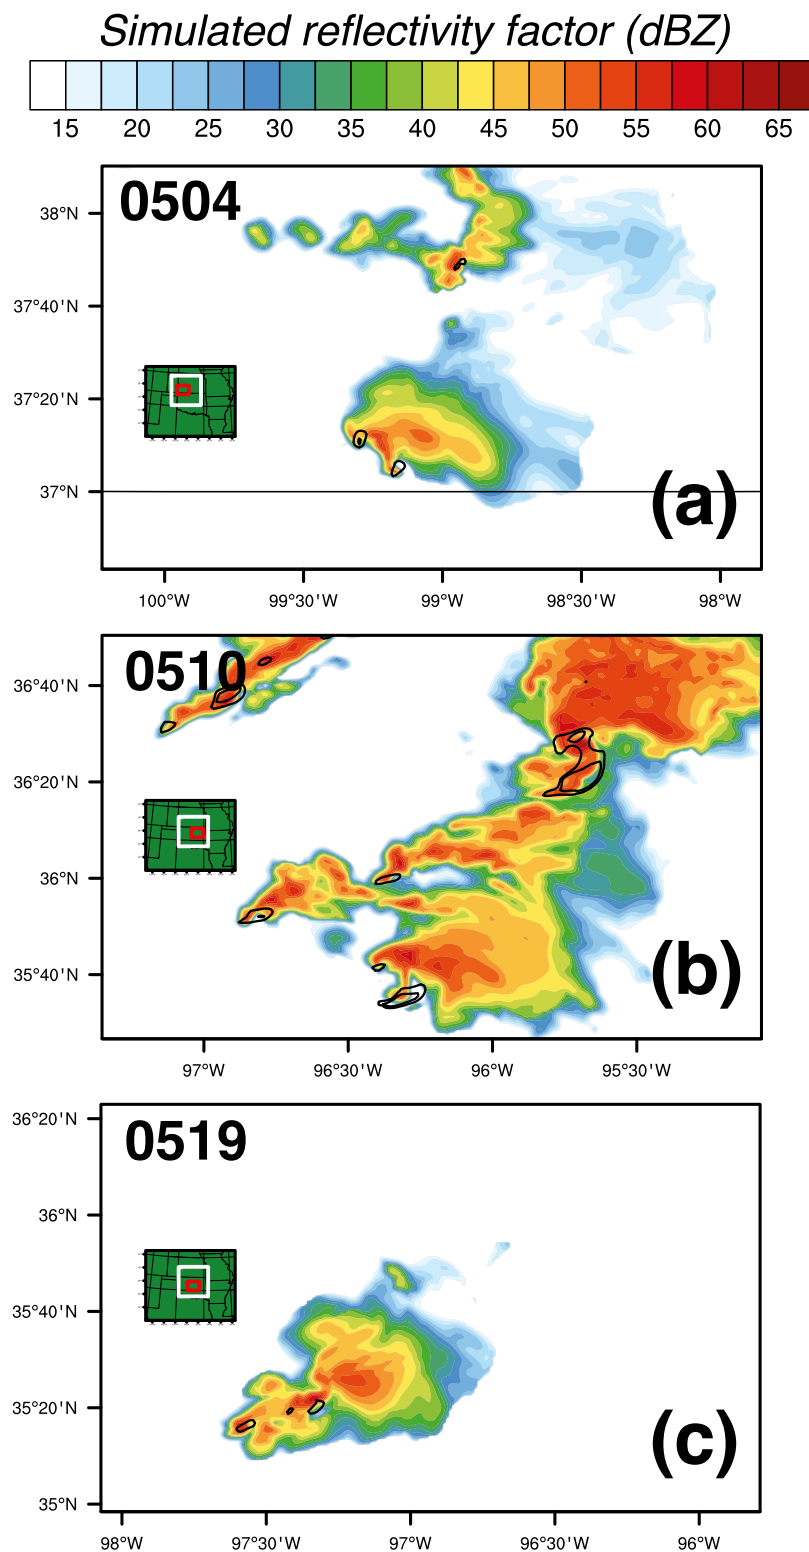 Simulated reflectivity factor (dBZ)
15 20 25 30 35 40 45 50 55 60 65
0504
38°N
37°40'N
37°20'N
37°N
(a)
100°W 99°30'W 99°W 98°30'W 98°W
0510
36°40'N
36°20'N
36°N
35°40'N
(b)
97°W 96°30'W 96°W 95°30'W
36°20'N
0519
36°N
35°40'N
35°20'N
(c)
35°N
98°W 97°30'W 97°W 96°30'W 96°W